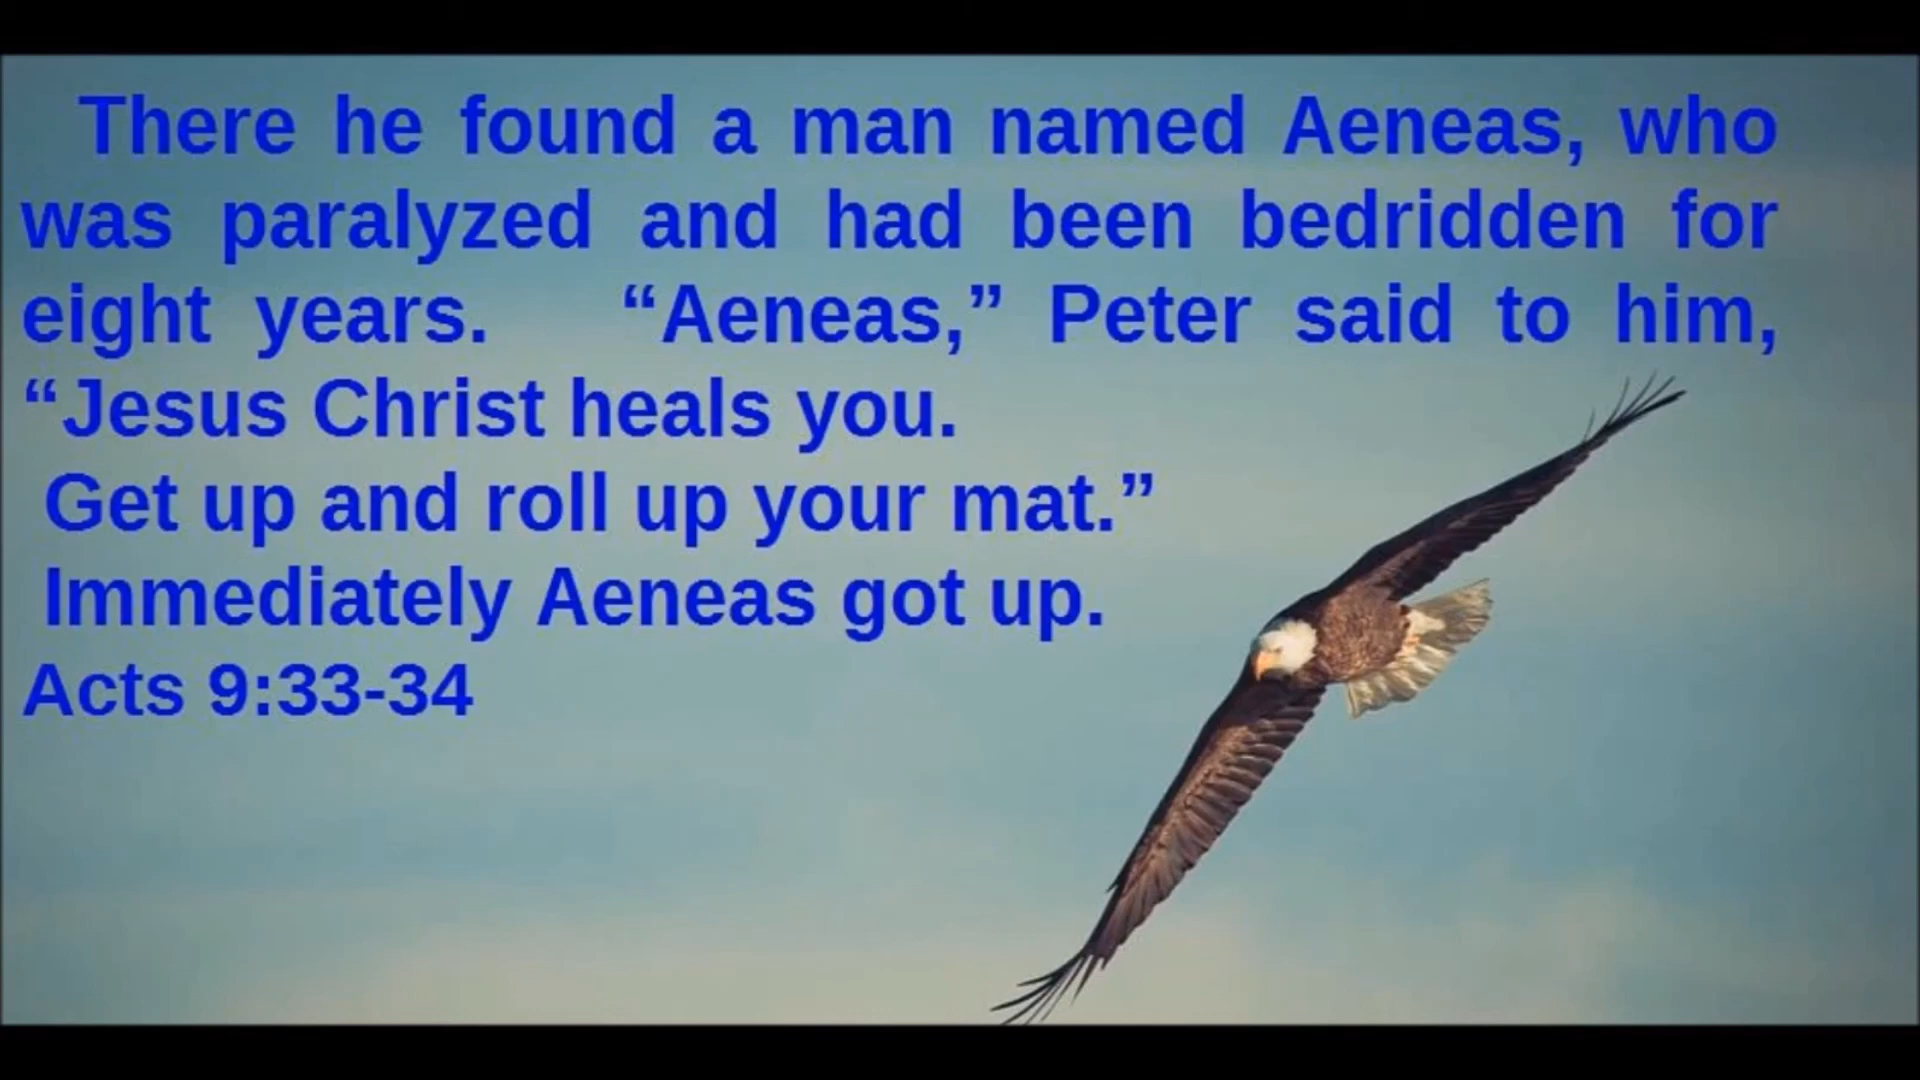 There he found a man named Aeneas, who
was paralyzed and had been bedridden for
eight years. “Aeneas,” Peter said to him,
“Jesus Christ heals you.
Get up and roll up your mat.”
Immediately Aeneas got up.
Acts 9:33-34